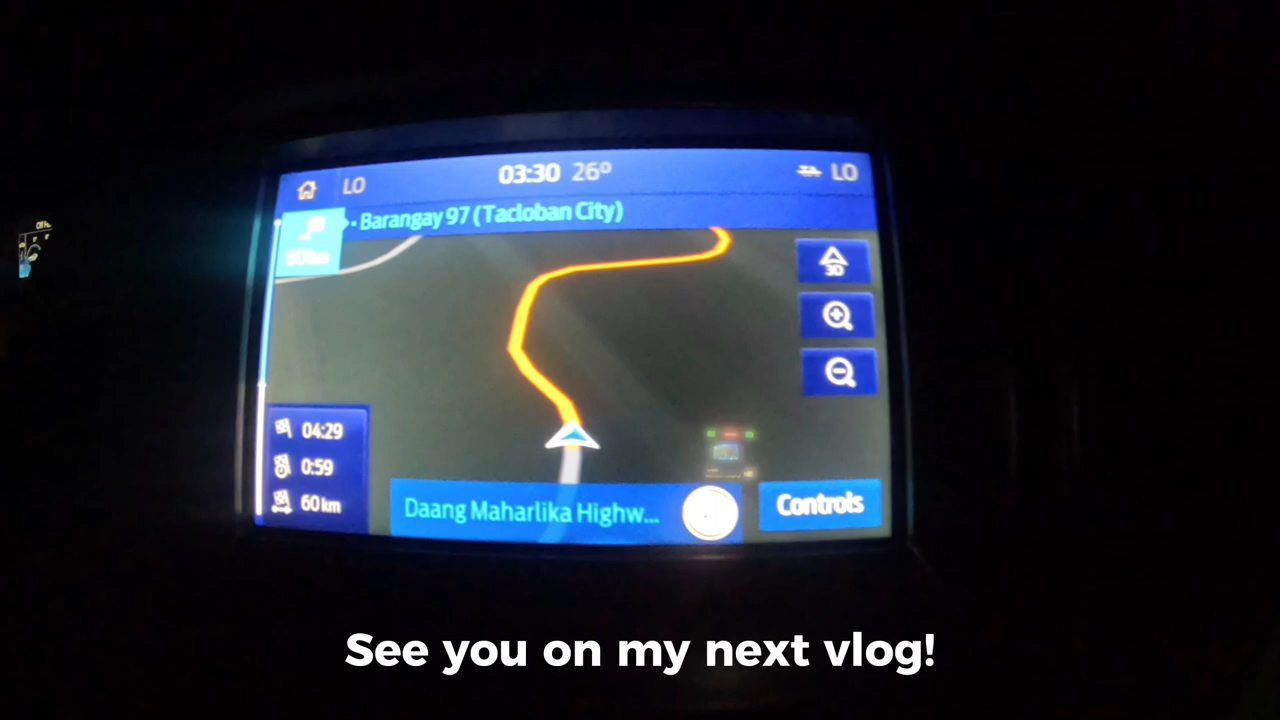 LO
03:30 26°
LO
Barangay 97 (Tacloban City)
60km
3D
04:29
0:59
60 km
Daang Maharlika Highw...
Controls
See you on my next vlog!